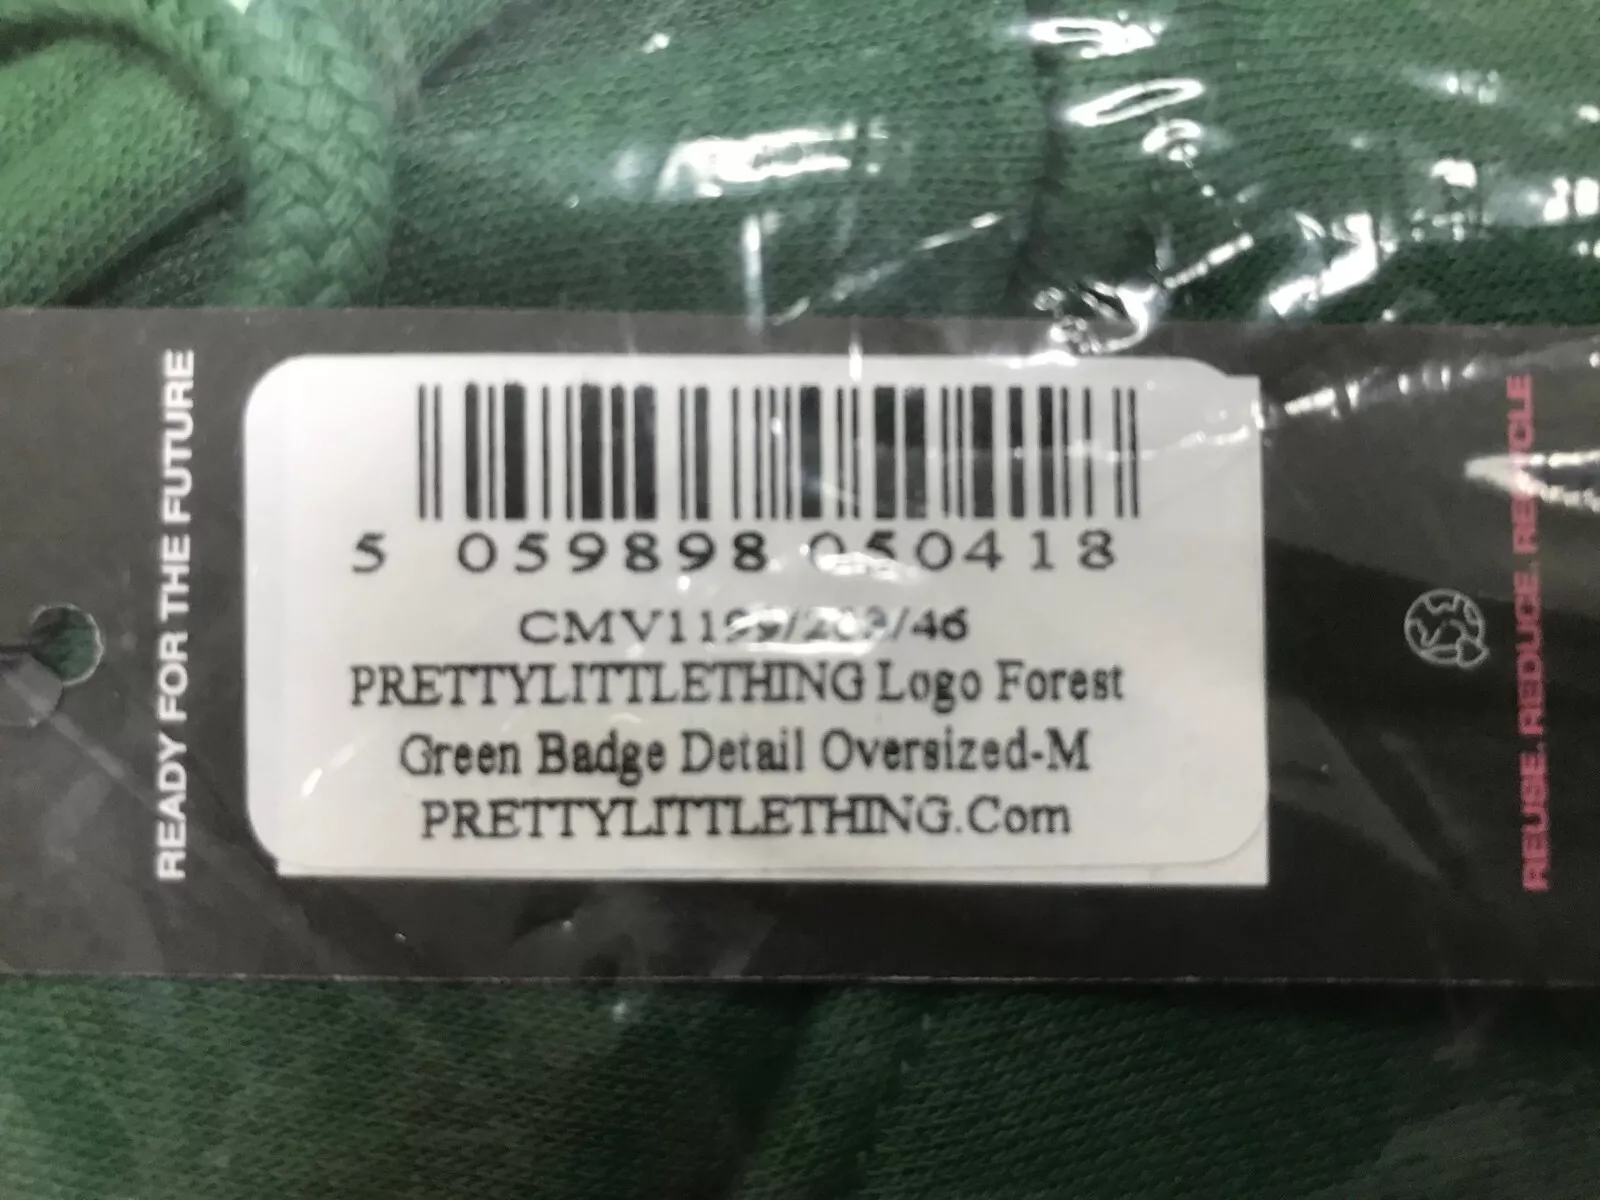 READY FOR THE FUTURE
5 059898 050418
PRETTYLITTLETHING Logo Forest
Green Badge Detail Oversized-M
PRETTYLITTLETHING.Com
REUSE. REDUCE. RECYCLE